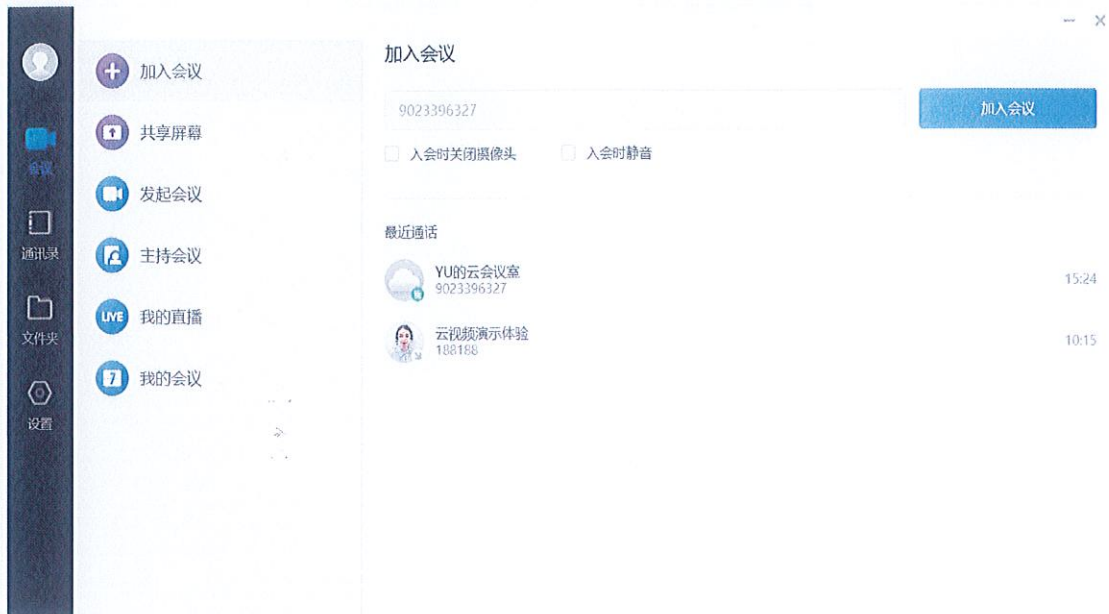 会议
通讯录
文件夹
设置
加入会议
共享屏幕
发起会议
主持会议
LIVE 我的直播
7 我的会议
加入会议
9023396327 加入会议
入会时关闭摄像头 入会时静音
最近通话
YU的云会议室
9023396327
15:24
云视频演示体验
188188
10:15